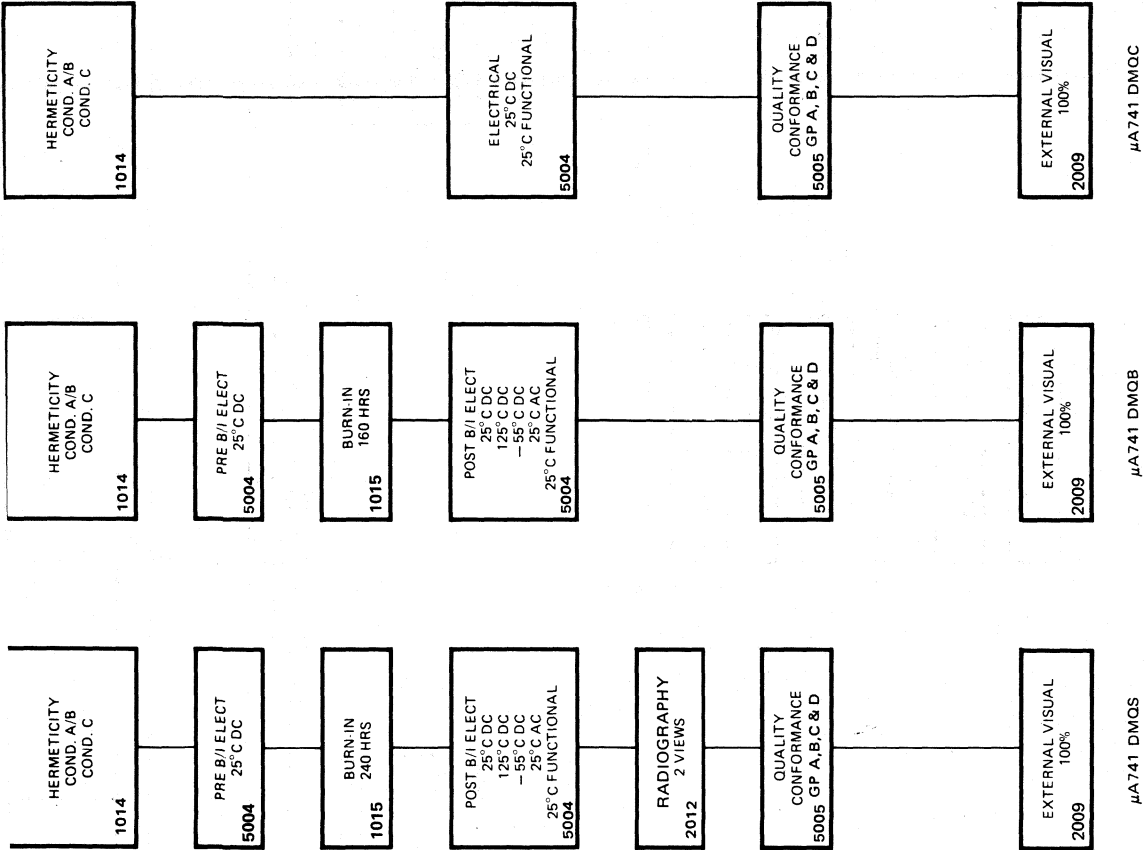 HERMETICITY
COND. A/B
COND. C
1014
PRE B/I ELECT
25°C DC
5004
BURN-IN
240 HRS
1015
POST B/I ELECT
25°C DC
125°C DC
−55°C DC
25°C AC
25°C FUNCTIONAL
5004
RADIOGRAPHY
2 VIEWS
2012
QUALITY
CONFORMANCE
5005 GP A,B,C & D
EXTERNAL VISUAL
100%
2009
μA741 DMQS
HERMETICITY
COND. A/B
COND. C
1014
PRE B/I ELECT
25°C DC
5004
BURN-IN
160 HRS
1015
POST B/I ELECT
25°C DC
125°C DC
−55°C DC
25°C AC
25°C FUNCTIONAL
5004
QUALITY
CONFORMANCE
5005 GP A, B, C & D
EXTERNAL VISUAL
100%
2009
μA741 DMQB
HERMETICITY
COND. A/B
COND. C
1014
ELECTRICAL
25°C DC
25°C FUNCTIONAL
5004
QUALITY
CONFORMANCE
5005 GP A, B, C & D
EXTERNAL VISUAL
100%
2009
μA741 DMQC